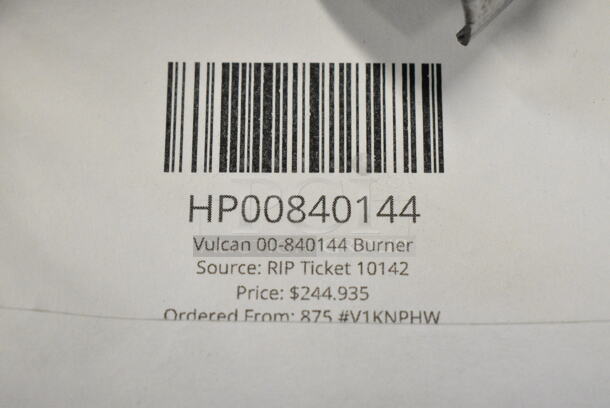 HP00840144
Vulcan 00-840144 Burner
Source: RIP Ticket 10142
Price: $244.935
Ordered From: 875 #V1KNPHW